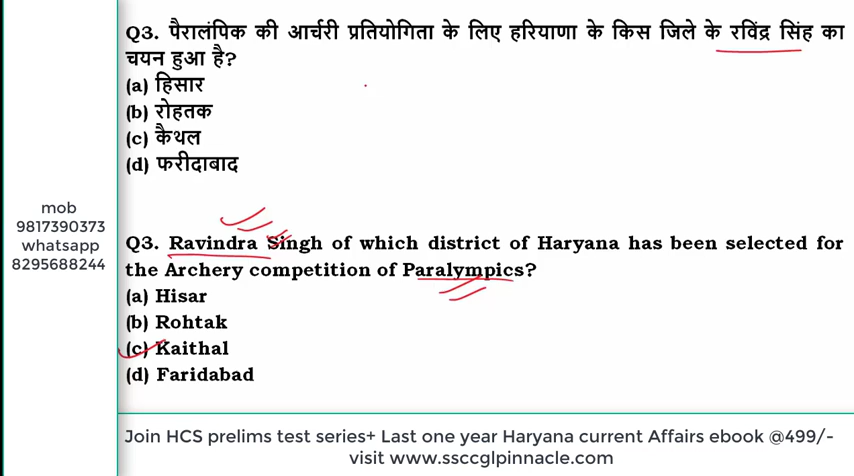 Q3. पैरालंपिक की आर्चरी प्रतियोगिता के लिए हरियाणा के किस जिले के रविंद्र सिंह का
चयन हुआ है?
(a) हिसार
(b) रोहतक
(c) कैथल
(d) फरीदाबाद
mob
9817390373
whatsapp
8295688244
Q3. Ravindra Singh of which district of Haryana has been selected for
the Archery competition of Paralympics?
(a) Hisar
(b) Rohtak
(c) Kaithal
(d) Faridabad
Join HCS prelims test series+ Last one year Haryana current Affairs ebook @499/-
visit www.ssccglpinnacle.com